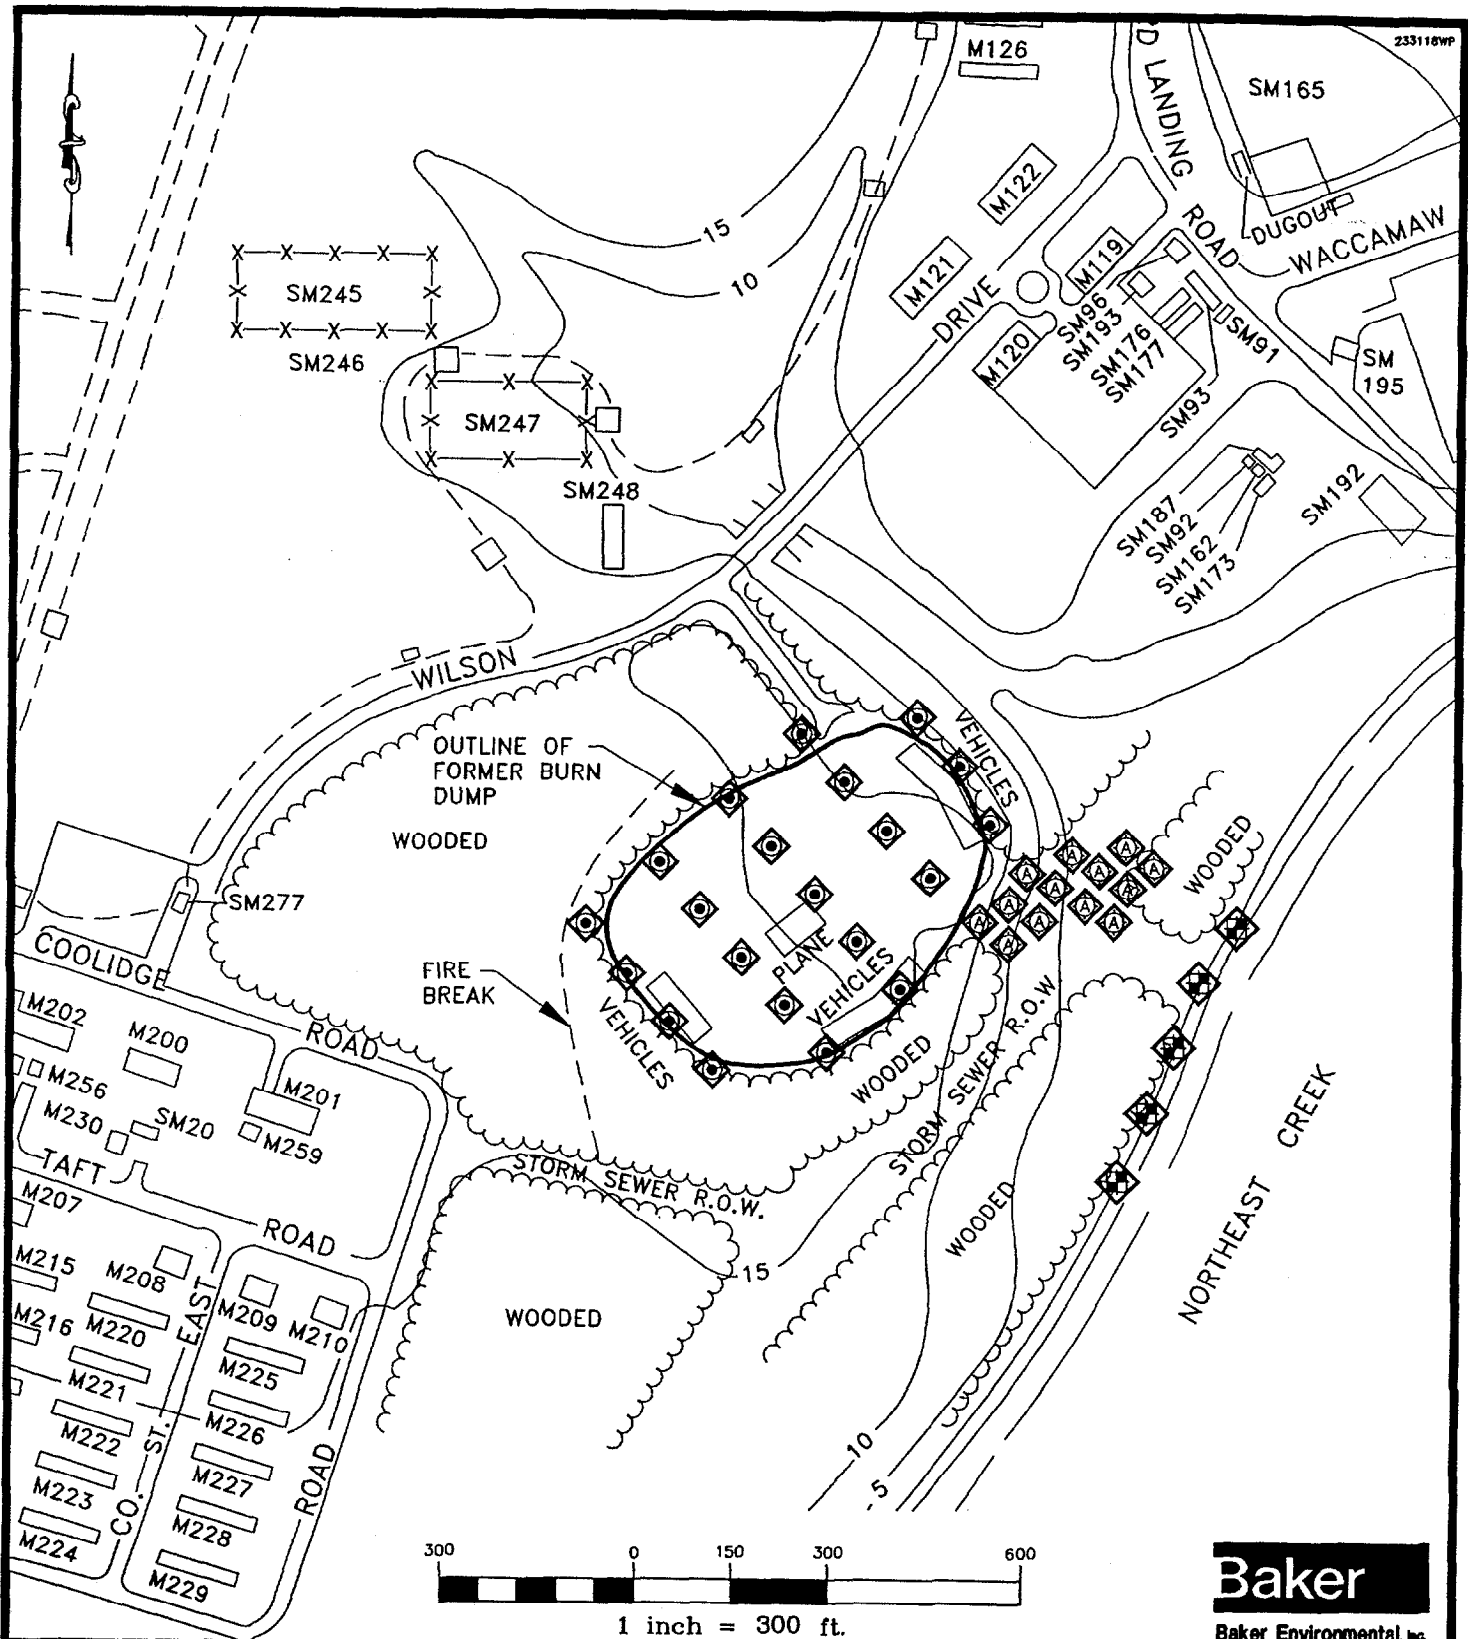 233118WP
M126
D LANDING
ROAD
SM165
DUGOUT
WACCAMAW
M122
M121
M119
M120
DRIVE
15
10
SM245
SM246
SM247
SM248
SM96
SM193
SM176
SM177
SM91
SM93
SM
195
SM187
SM92
SM162
SM173
SM192
WILSON
OUTLINE OF
FORMER BURN
DUMP
WOODED
VEHICLES
A
A
A
A
A
A
A
A
A
A
A
A
A
WOODED
SM277
COOLIDGE
ROAD
FIRE
BREAK
PLANE
VEHICLES
VEHICLES
WOODED
STORM SEWER R.O.W.
NORTHEAST CREEK
M202
M200
M256
M201
M230
SM20
M259
TAFT
ROAD
STORM SEWER R.O.W.
WOODED
M207
M215
M208
M209
M210
15
WOODED
M216
M220
M225
M221
M226
M222
M227
M223
M228
M224
M229
CO. ST. EAST
ROAD
10
5
300 0 150 300 600
1 inch = 300 ft.
Baker
Baker Environmental, Inc.